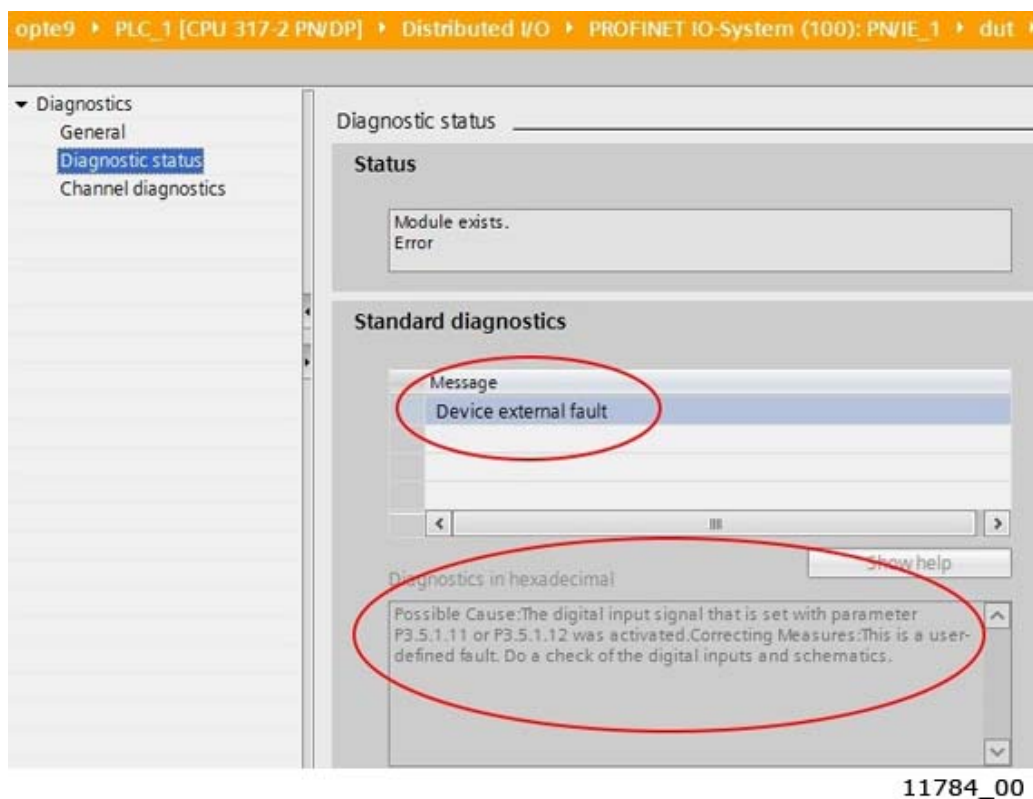 opte9 ▸ PLC_1 [CPU 317-2 PN/DP] ▸ Distributed I/O ▸ PROFINET IO-System (100): PN/IE_1 ▸ dut
Diagnostics
General
Diagnostic status
Channel diagnostics
Diagnostic status
Status
Module exists.
Error
Standard diagnostics
Message
Device external fault
Show help
Diagnostics in hexadecimal
Possible Cause:The digital input signal that is set with parameter
P3.5.1.11 or P3.5.1.12 was activated.Correcting Measures:This is a user-
defined fault. Do a check of the digital inputs and schematics.
11784_00